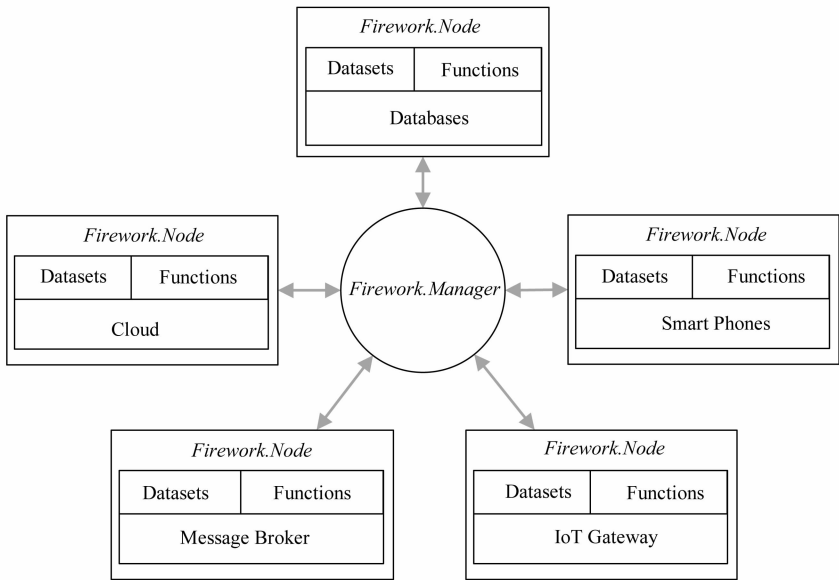 Firework.Node
Datasets Functions
Databases
Firework.Node
Datasets Functions
Cloud
Firework.Manager
Firework.Node
Datasets Functions
Smart Phones
Firework.Node
Datasets Functions
Message Broker
Firework.Node
Datasets Functions
IoT Gateway